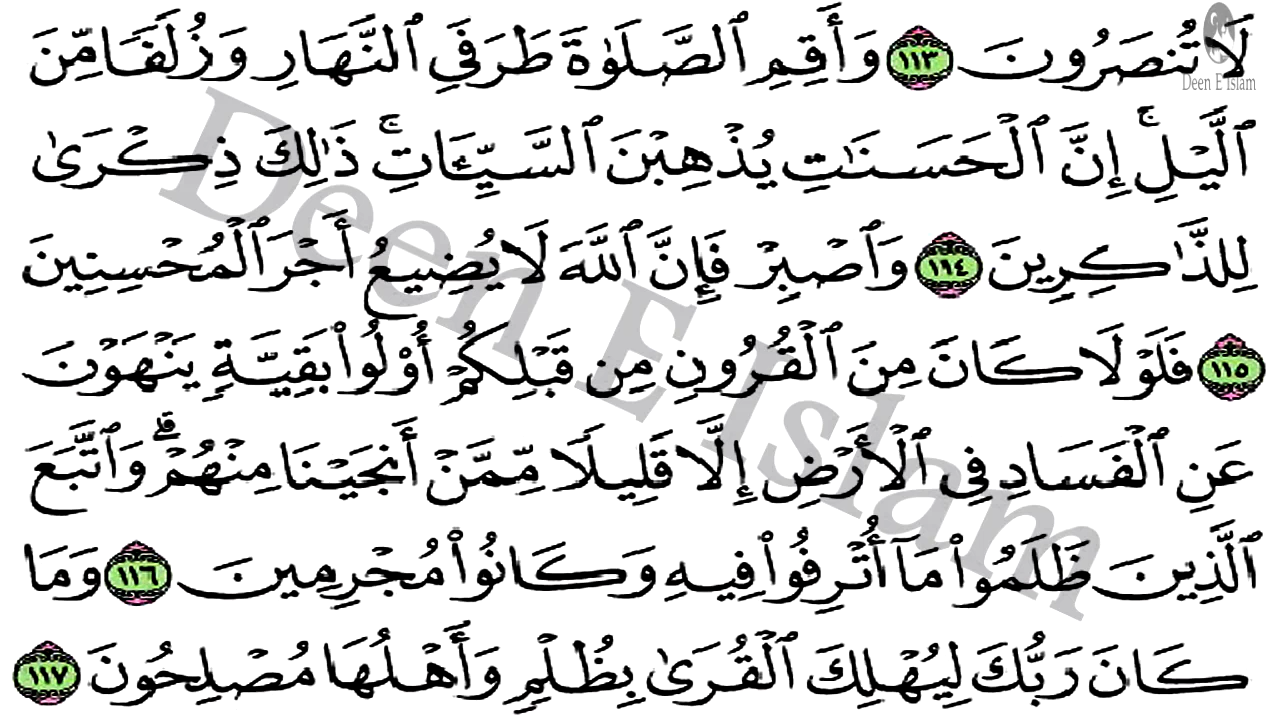 لَا تُنصَرُونَ ١١٣ وَأَقِمِ ٱلصَّلَوٰةَ طَرَفَيِ ٱلنَّهَارِ وَزُلَفًا مِّنَ
Deen E Islam
ٱلَّيْلِ ۚ إِنَّ ٱلْحَسَنَـٰتِ يُذْهِبْنَ ٱلسَّيِّـَٔاتِ ۚ ذَٰلِكَ ذِكْرَىٰ
لِلذَّٰكِرِينَ ١١٤ وَٱصْبِرْ فَإِنَّ ٱللَّهَ لَا يُضِيعُ أَجْرَ ٱلْمُحْسِنِينَ
١١٥ فَلَوْلَا كَانَ مِنَ ٱلْقُرُونِ مِن قَبْلِكُمْ أُو۟لُوا۟ بَقِيَّةٍ يَنْهَوْنَ
عَنِ ٱلْفَسَادِ فِى ٱلْأَرْضِ إِلَّا قَلِيلًا مِّمَّنْ أَنجَيْنَا مِنْهُمْ ۗ وَٱتَّبَعَ
ٱلَّذِينَ ظَلَمُوا۟ مَآ أُتْرِفُوا۟ فِيهِ وَكَانُوا۟ مُجْرِمِينَ ١١٦ وَمَا
كَانَ رَبُّكَ لِيُهْلِكَ ٱلْقُرَىٰ بِظُلْمٍ وَأَهْلُهَا مُصْلِحُونَ ١١٧
Deen E Islam